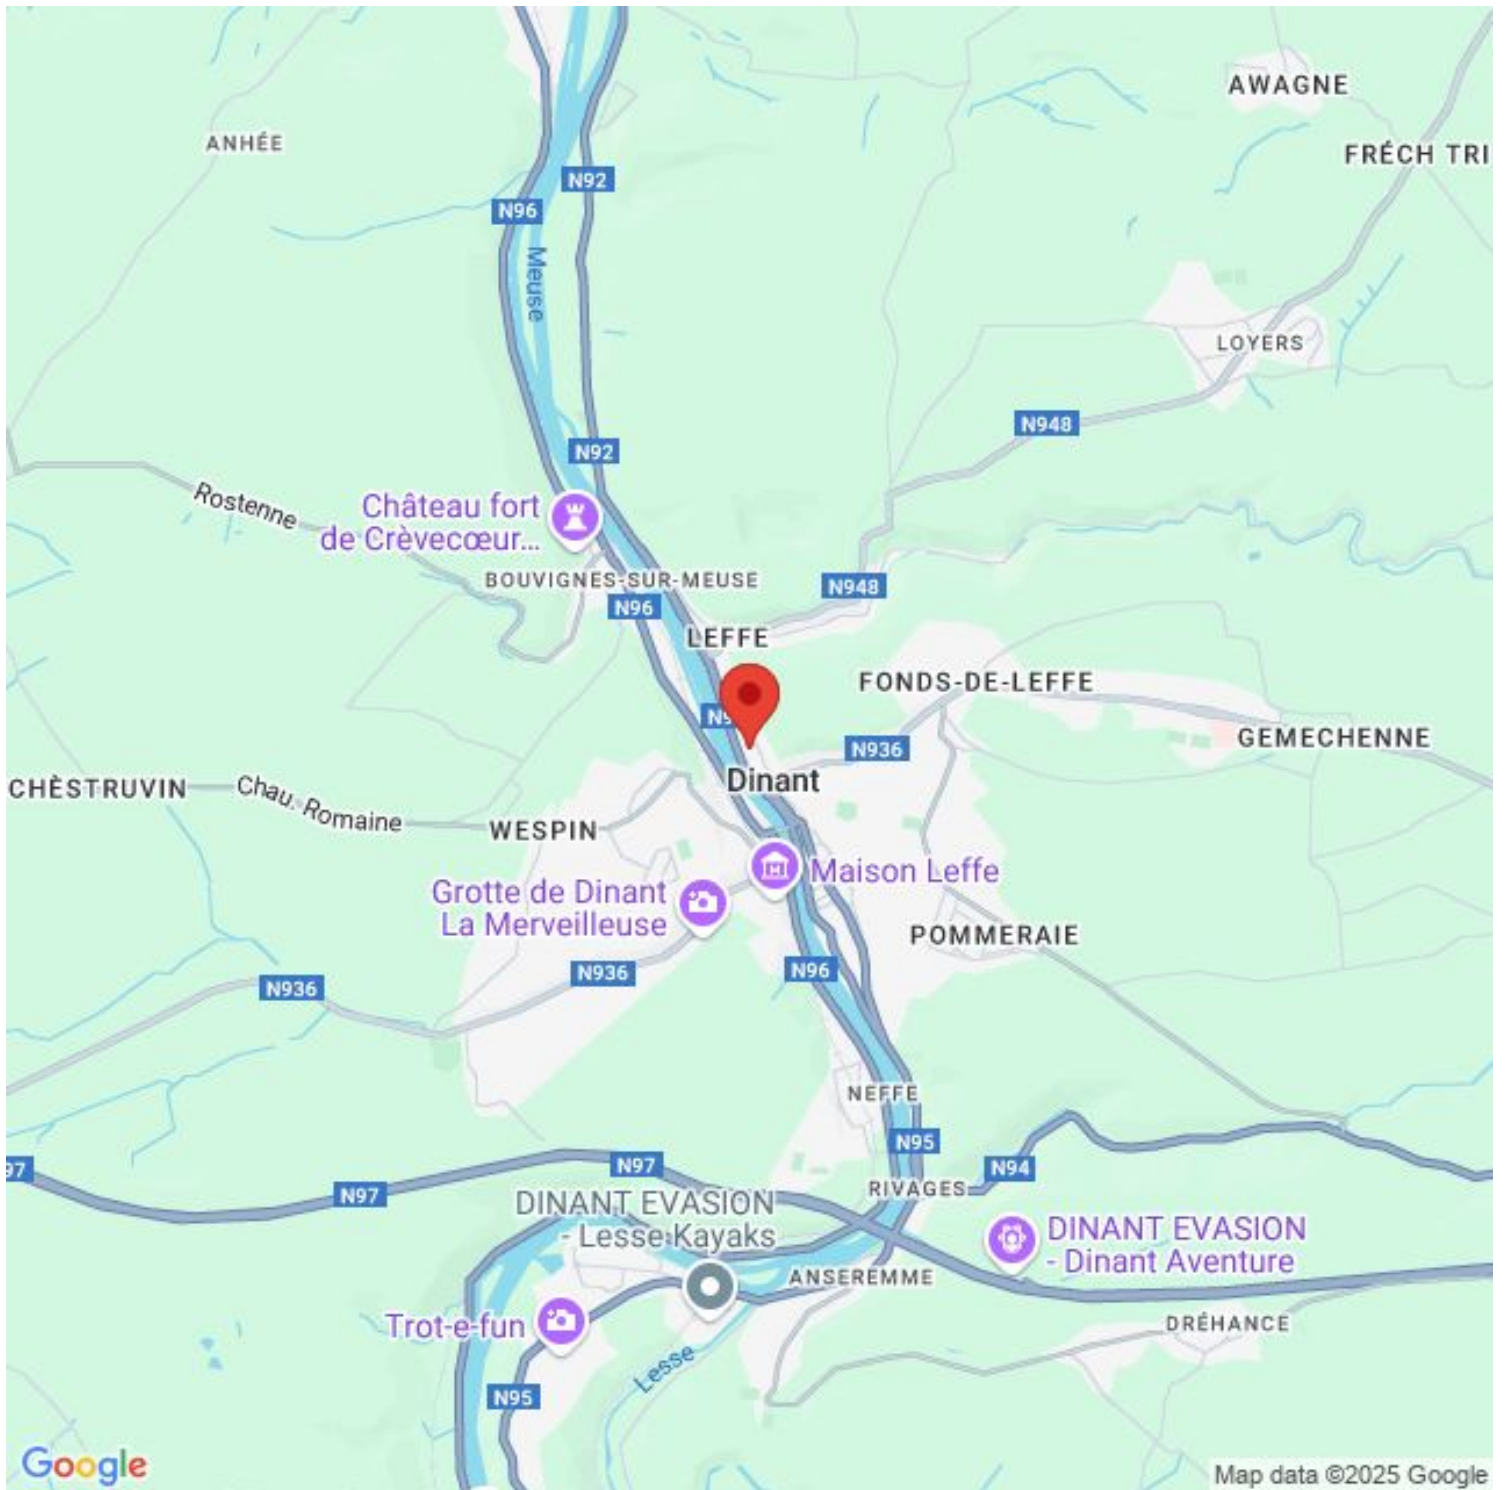 AWAGNE
ANHÉE
FRÉCH TRI
N92
N96
Meuse
LOYERS
N948
N92
Rostenne
Château fort
de Crèvecœur...
BOUVIGNES-SUR-MEUSE
N948
N96
LEFFE
FONDS-DE-LEFFE
N936
GEMECHENNE
Dinant
CHÈSTRUVIN
Chau. Romaine
WESPIN
Maison Leffe
Grotte de Dinant
La Merveilleuse
POMMERAIE
N96
N936
N936
NEFFE
N95
N97
N94
97
N97
RIVAGES
DINANT EVASION
- Lesse Kayaks
DINANT EVASION
- Dinant Aventure
ANSEREMME
Trot-e-fun
DRÉHANCE
Lesse
N95
Google
Map data ©2025 Google